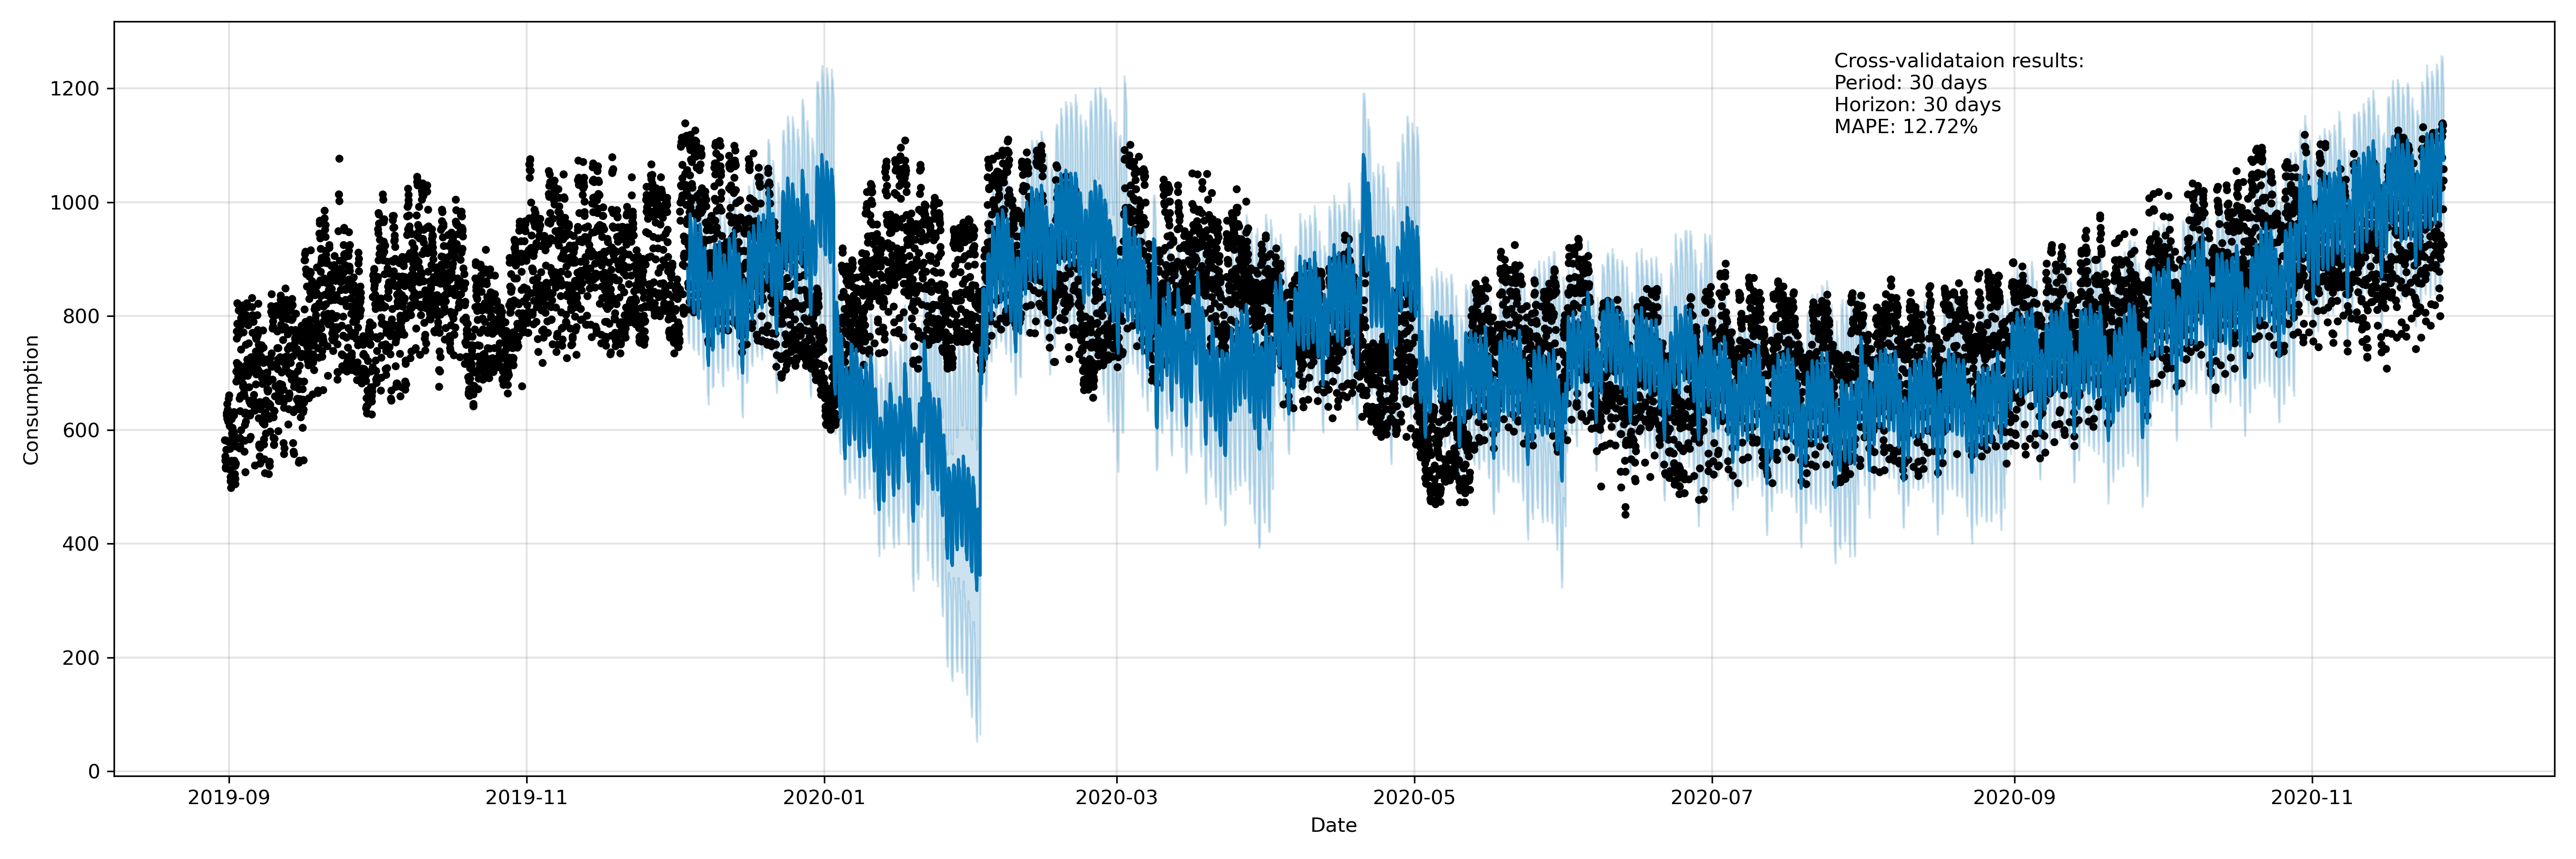 Cross-validataion results:
Period: 30 days
Horizon: 30 days
MAPE: 12.72%
1200
1000
800
600
400
200
0
Consumption
2019-09 2019-11 2020-01 2020-03 2020-05 2020-07 2020-09 2020-11
Date